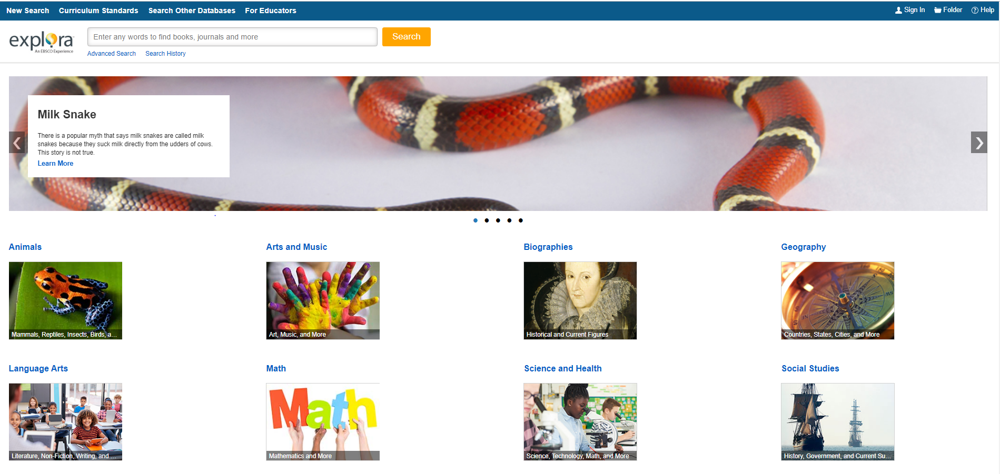 New Search Curriculum Standards Search Other Databases For Educators Sign In Folder Help
explora
An EBSCO Experience
Enter any words to find books, journals and more Search
Advanced Search Search History
Milk Snake
There is a popular myth that says milk snakes are called milk
snakes because they suck milk directly from the udders of cows.
This story is not true.
Learn More
Animals Arts and Music Biographies Geography
Mammals, Reptiles, Insects, Birds, a... Art, Music, and More Historical and Current Figures Countries, States, Cities, and More
Language Arts Math Science and Health Social Studies
Math
Literature, Non-Fiction, Writing, and ... Mathematics and More Science, Technology, Math, and More History, Government, and Current Su...